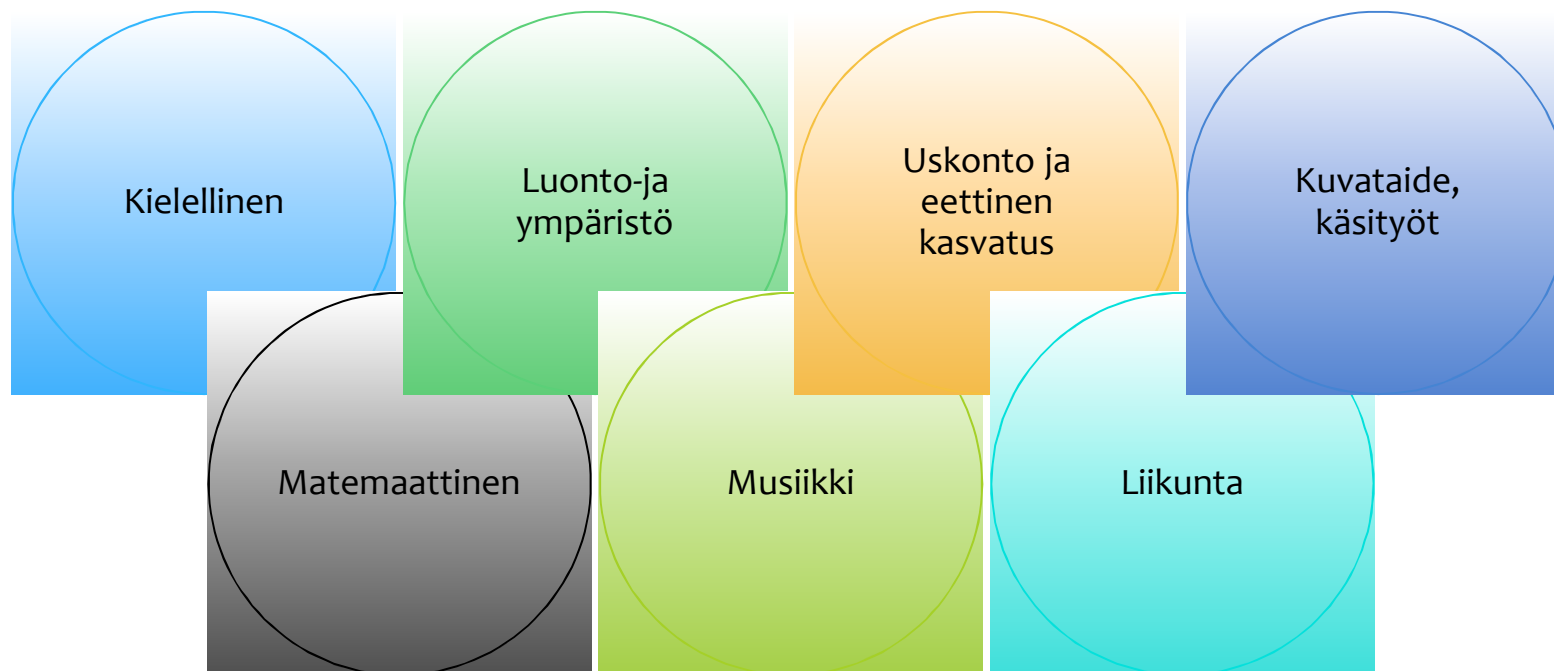 Kielellinen
Luonto-ja
ympäristö
Uskonto ja
eettinen
kasvatus
Kuvataide,
käsityöt
Matemaattinen
Musiikki
Liikunta